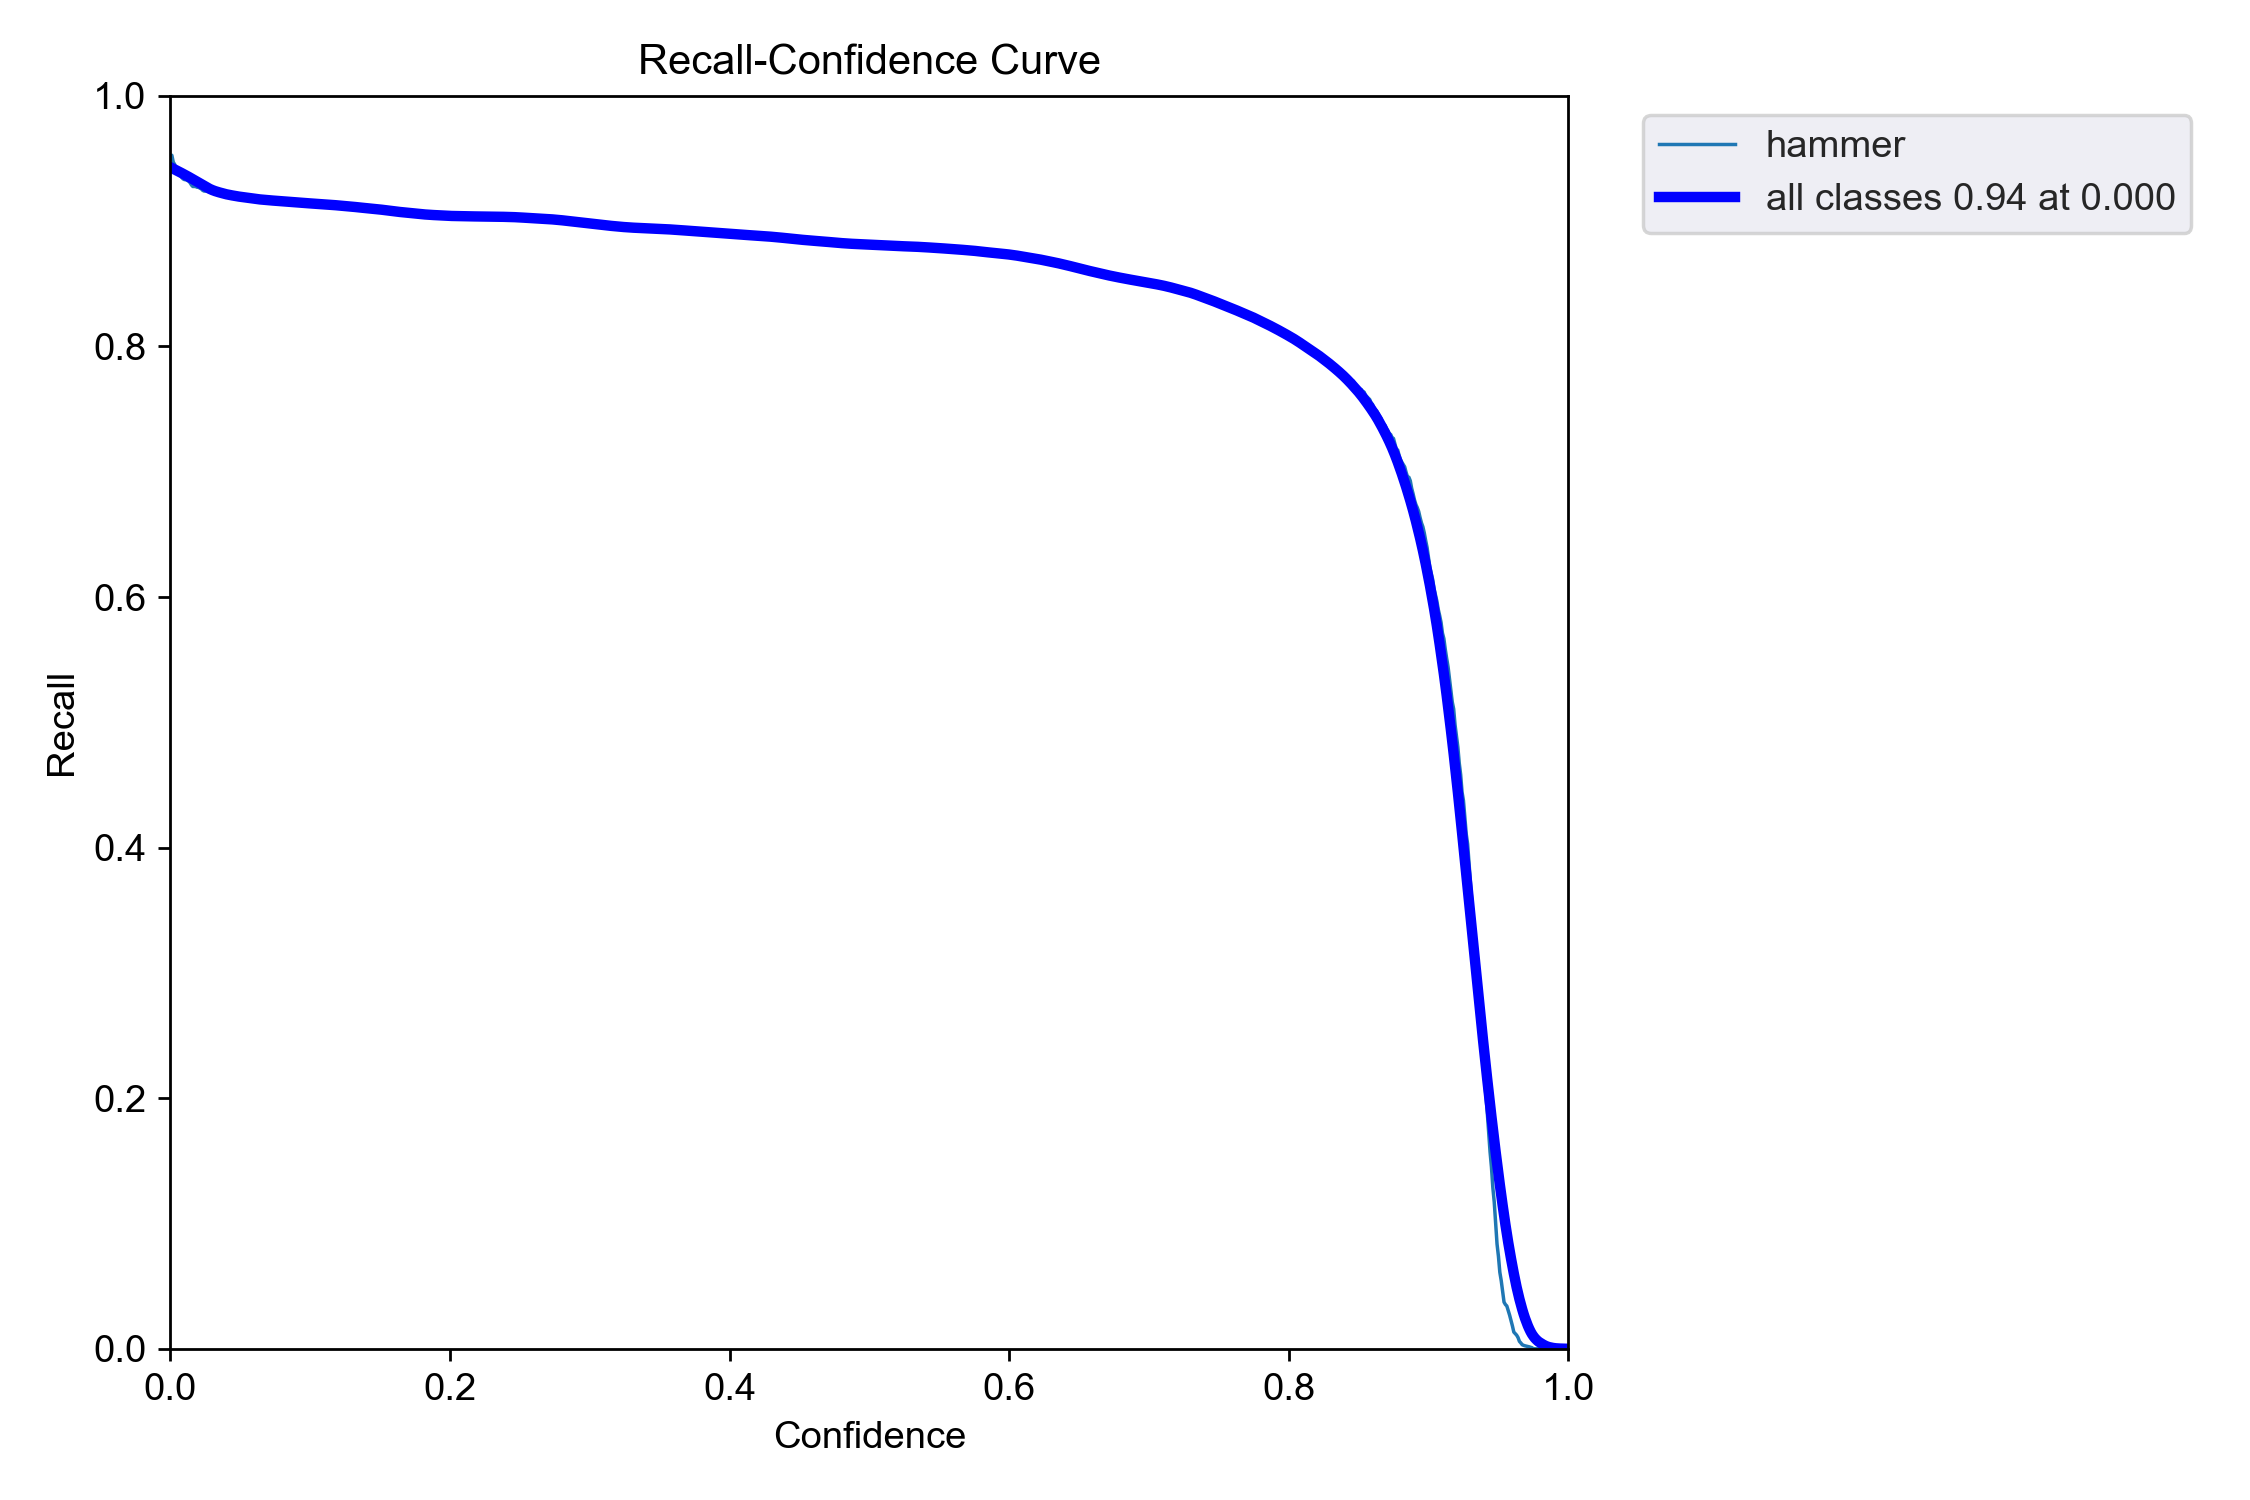 Recall-Confidence Curve
1.0
0.8
0.6
0.4
0.2
0.0
Recall
0.0 0.2 0.4 0.6 0.8 1.0
Confidence
hammer
all classes 0.94 at 0.000